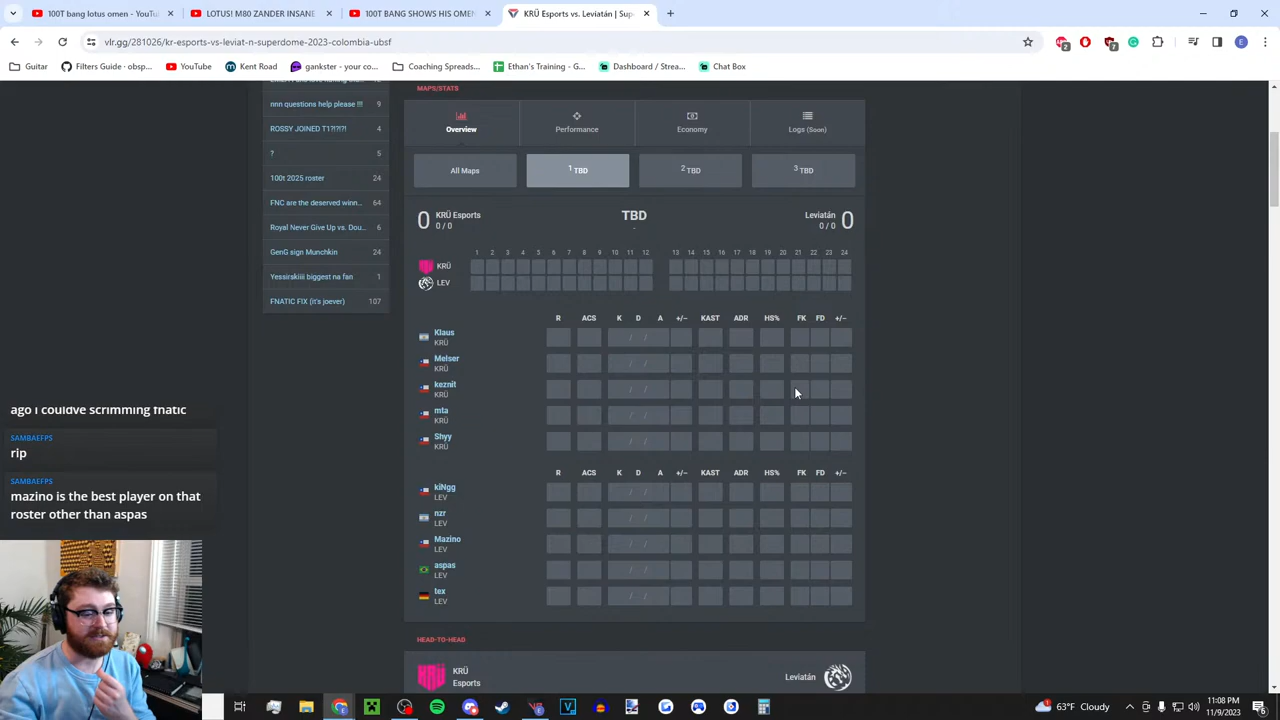 100T bang lotus omen - YouTu
LOTUS! M80 ZANDER INSANE
100T BANG SHOWS HIS OMEN
KRÜ Esports vs. Leviatán | Sup
vlr.gg/281026/kr-esports-vs-leviat-n-superdome-2023-colombia-ubsf
2
7
E
Guitar
Filters Guide · obsp...
YouTube
Kent Road
gankster - your co...
Coaching Spreads...
Ethan's Training - G...
Dashboard / Strea...
Chat Box
nnn questions help please !!! 9
ROSSY JOINED T1?!?!?! 4
? 5
100t 2025 roster 24
FNC are the deserved winn... 64
Royal Never Give Up vs. Dou... 6
GenG sign Munchkin 24
Yessirskiii biggest na fan 1
FNATIC FIX (it's joever) 107
MAPS/STATS
Overview
Performance
Economy
Logs (Soon)
All Maps
1 TBD
2 TBD
3 TBD
0 KRÜ Esports
0 / 0
TBD
-
Leviatán 0
0 / 0
1 2 3 4 5 6 7 8 9 10 11 12 13 14 15 16 17 18 19 20 21 22 23 24
KRÜ
LEV
R ACS K D A +/– KAST ADR HS% FK FD +/–
Klaus
KRÜ
/ /
Melser
KRÜ
/ /
keznit
KRÜ
/ /
mta
KRÜ
/ /
Shyy
KRÜ
/ /
R ACS K D A +/– KAST ADR HS% FK FD +/–
kiNgg
LEV
/ /
nzr
LEV
/ /
Mazino
LEV
/ /
aspas
LEV
/ /
tex
LEV
/ /
HEAD-TO-HEAD
KRÜ
Esports
Leviatán
ago i couldve scrimming fnatic
SAMBAEFPS
rip
SAMBAEFPS
mazino is the best player on that
roster other than aspas
63°F Cloudy
11:08 PM
11/9/2023